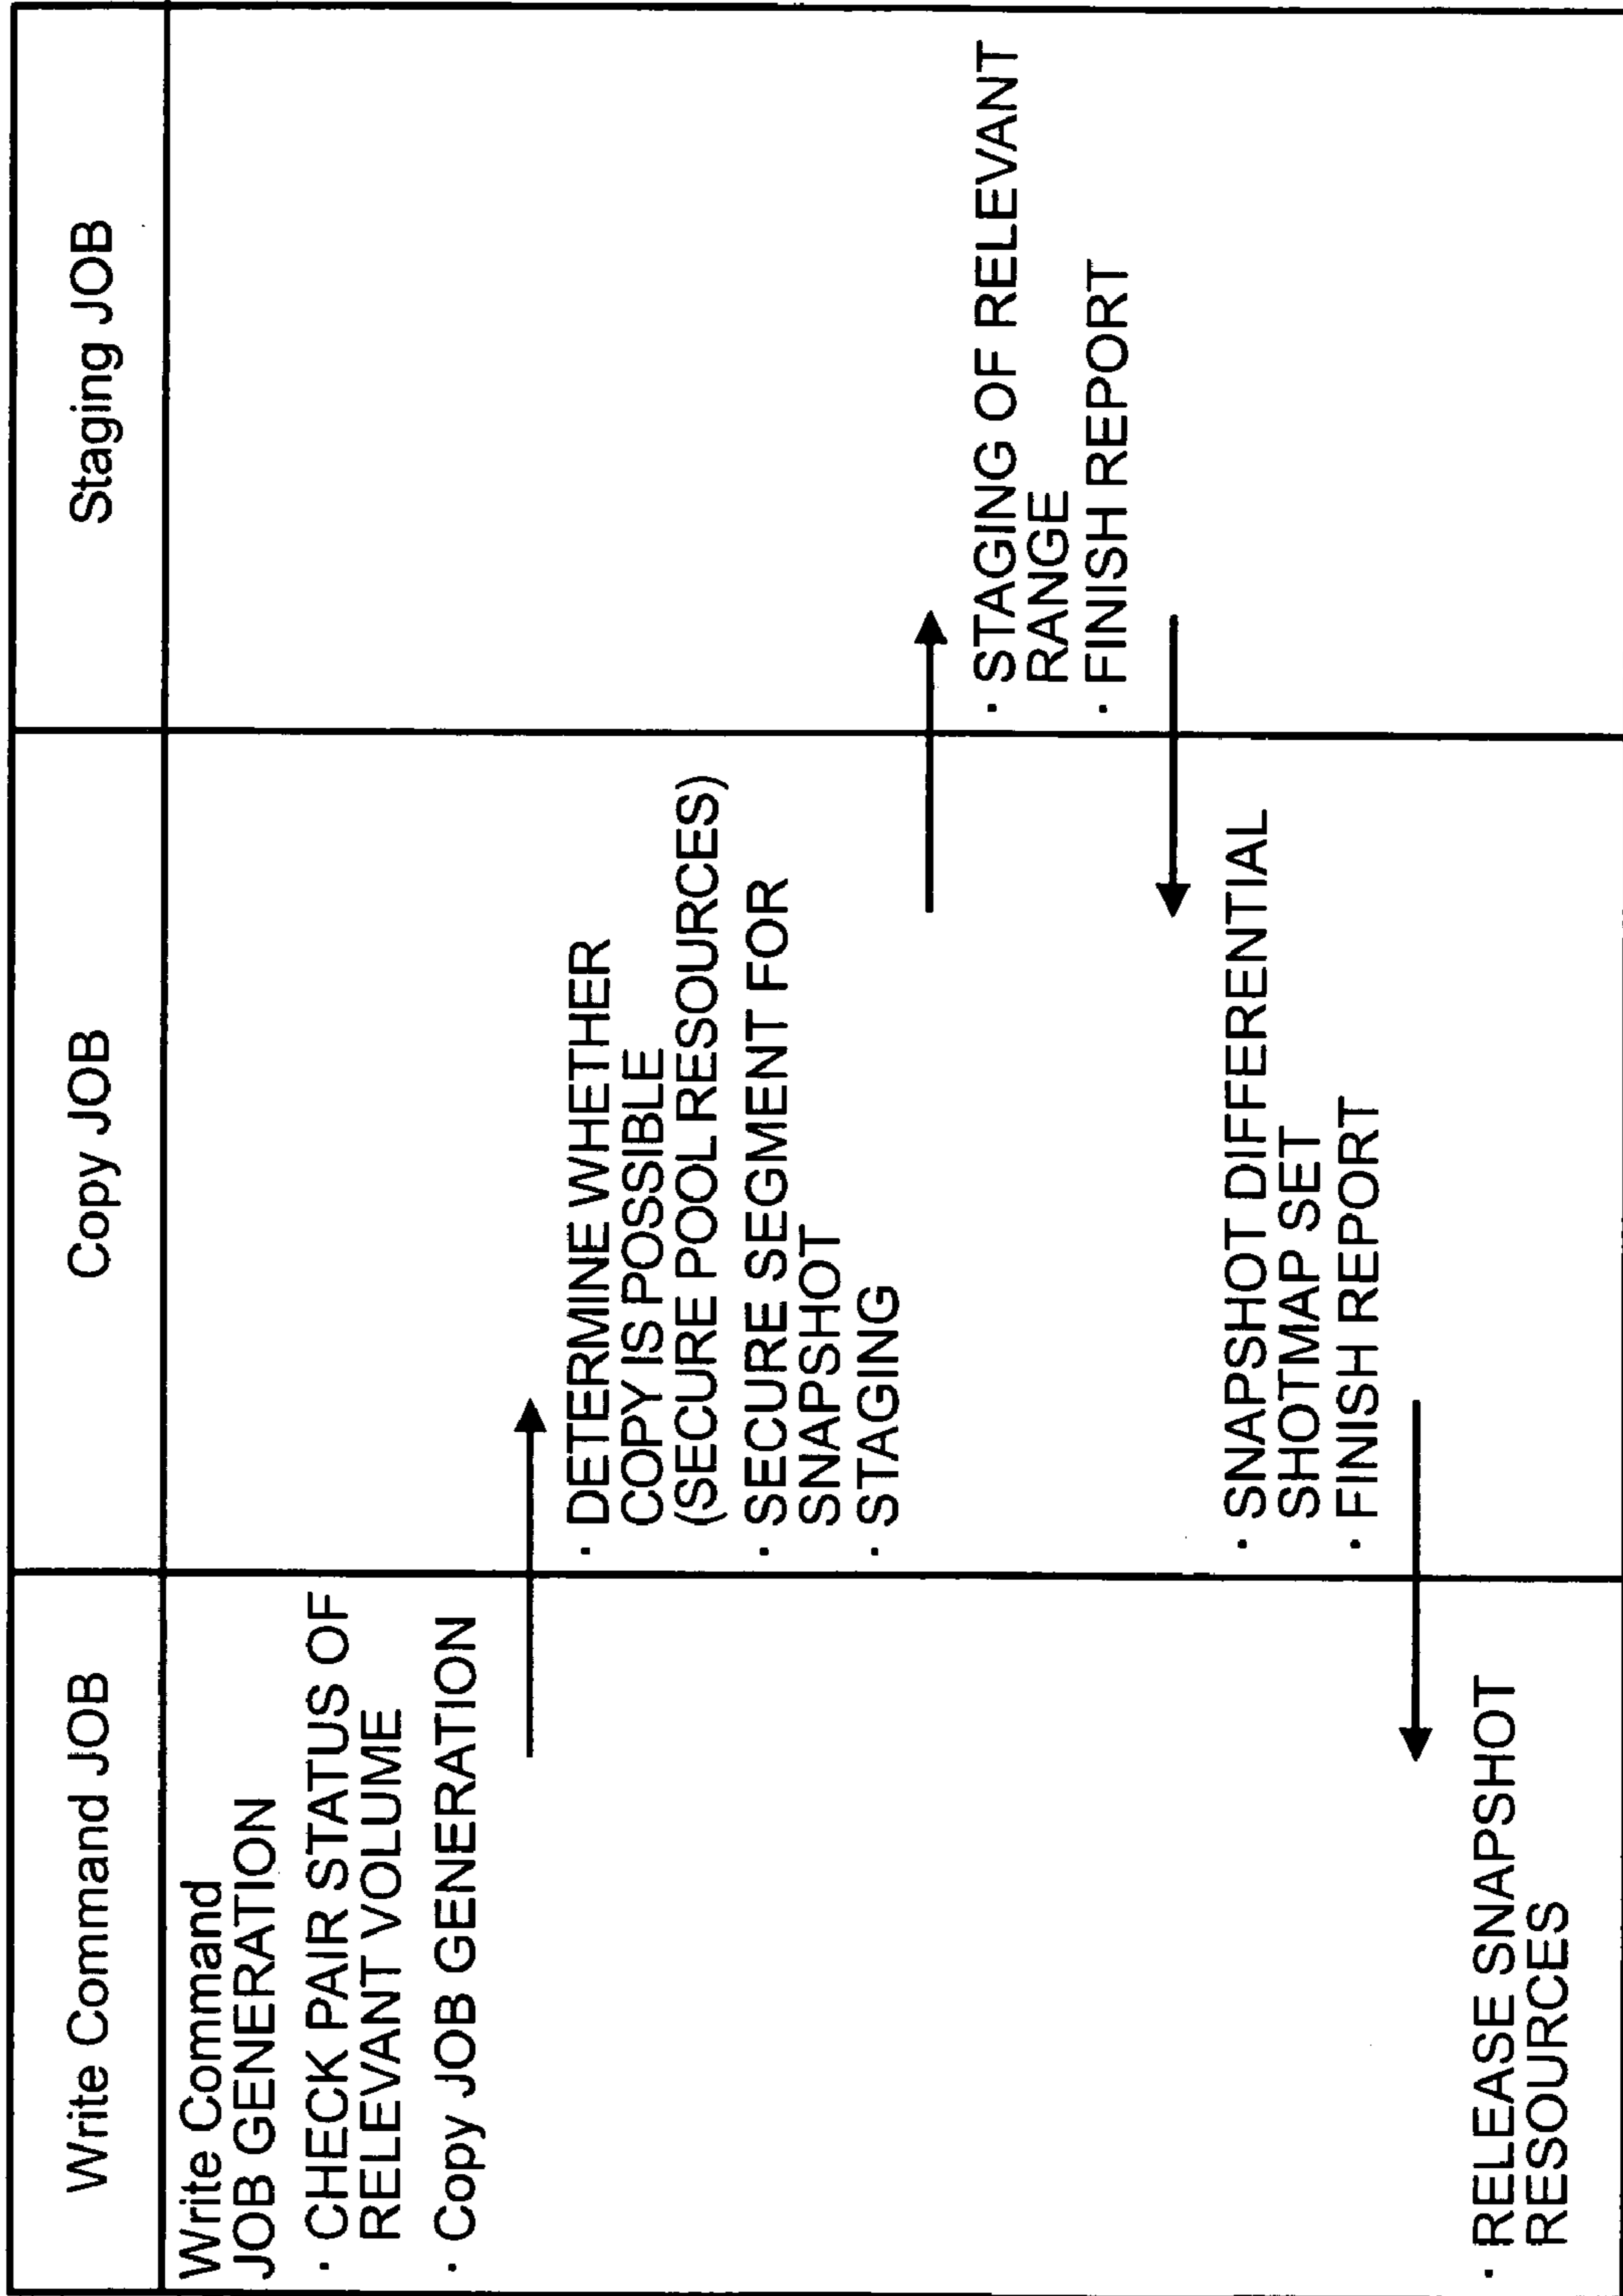 Write Command JOB
Copy JOB
Staging JOB
Write Command
JOB GENERATION
· CHECK PAIR STATUS OF
RELEVANT VOLUME
· Copy JOB GENERATION
· DETERMINE WHETHER
COPY IS POSSIBLE
(SECURE POOL RESOURCES)
· SECURE SEGMENT FOR
SNAPSHOT
· STAGING
· STAGING OF RELEVANT
RANGE
· FINISH REPORT
· SNAPSHOT DIFFERENTIAL
SHOTMAP SET
· FINISH REPORT
· RELEASE SNAPSHOT
RESOURCES